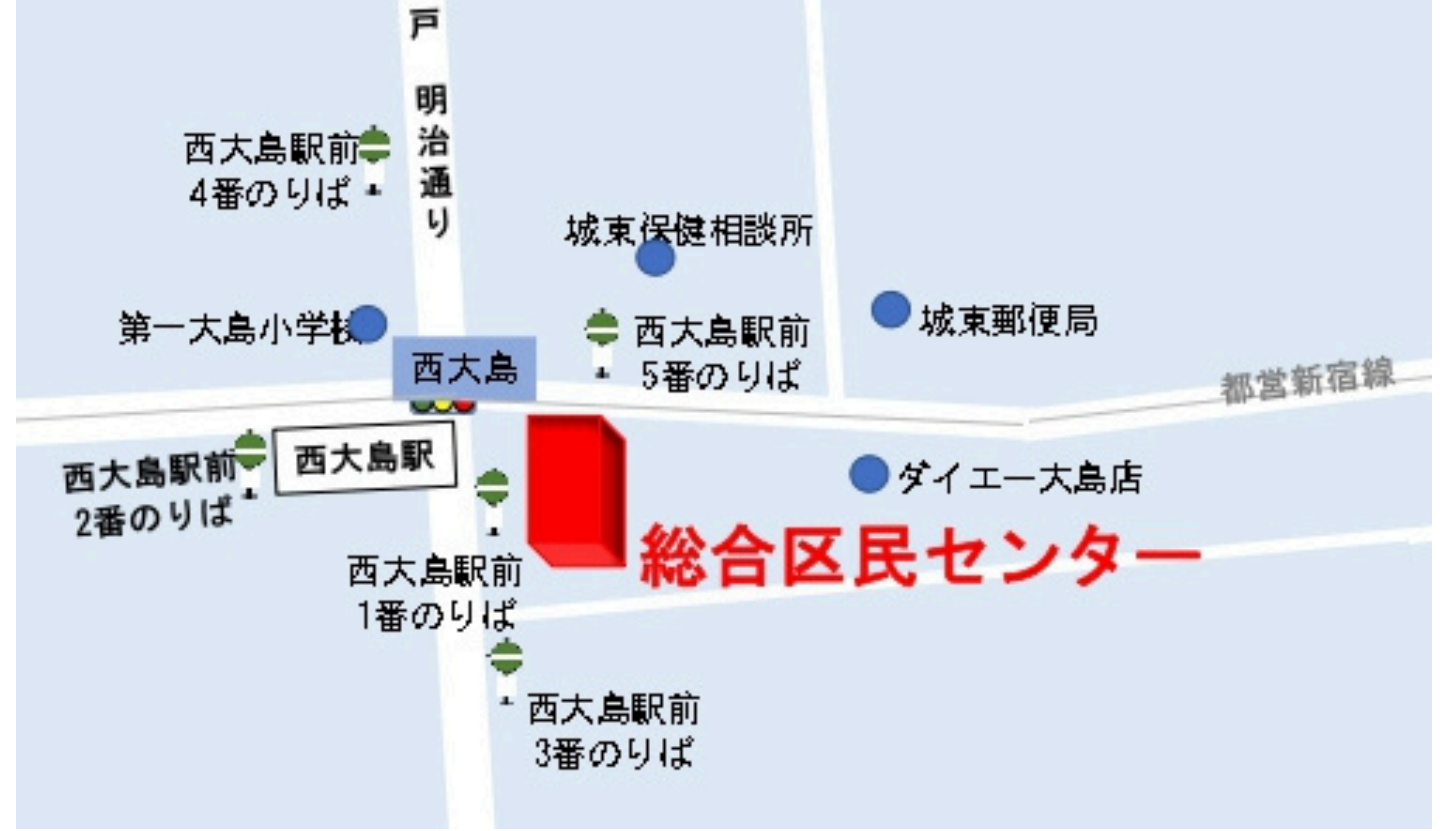 戸
明治通り
西大島駅前
4番のりば
城東保健相談所
第一大島小学校
西大島
西大島駅前
5番のりば
城東郵便局
都営新宿線
西大島駅前
2番のりば
西大島駅
ダイエー大島店
総合区民センター
西大島駅前
1番のりば
西大島駅前
3番のりば